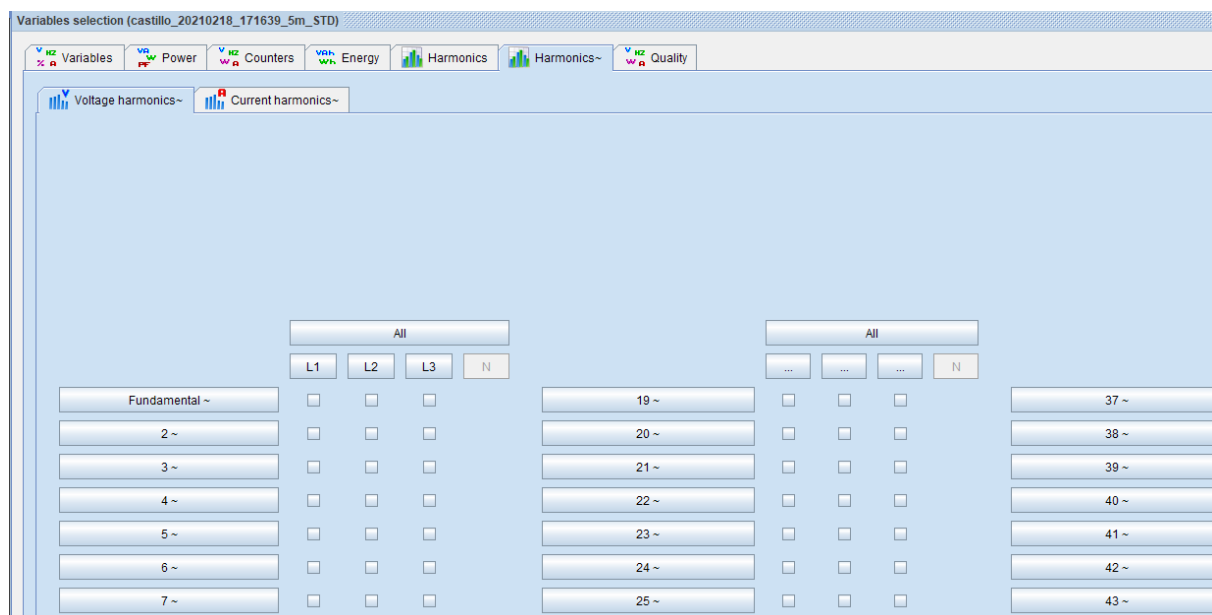 Variables selection (castillo_20210218_171639_5m_STD)
Variables Power Counters Energy Harmonics Harmonics~ Quality
Voltage harmonics~ Current harmonics~
All All
L1 L2 L3 N ... ... ... N
Fundamental ~ 19 ~ 37 ~
2 ~ 20 ~ 38 ~
3 ~ 21 ~ 39 ~
4 ~ 22 ~ 40 ~
5 ~ 23 ~ 41 ~
6 ~ 24 ~ 42 ~
7 ~ 25 ~ 43 ~